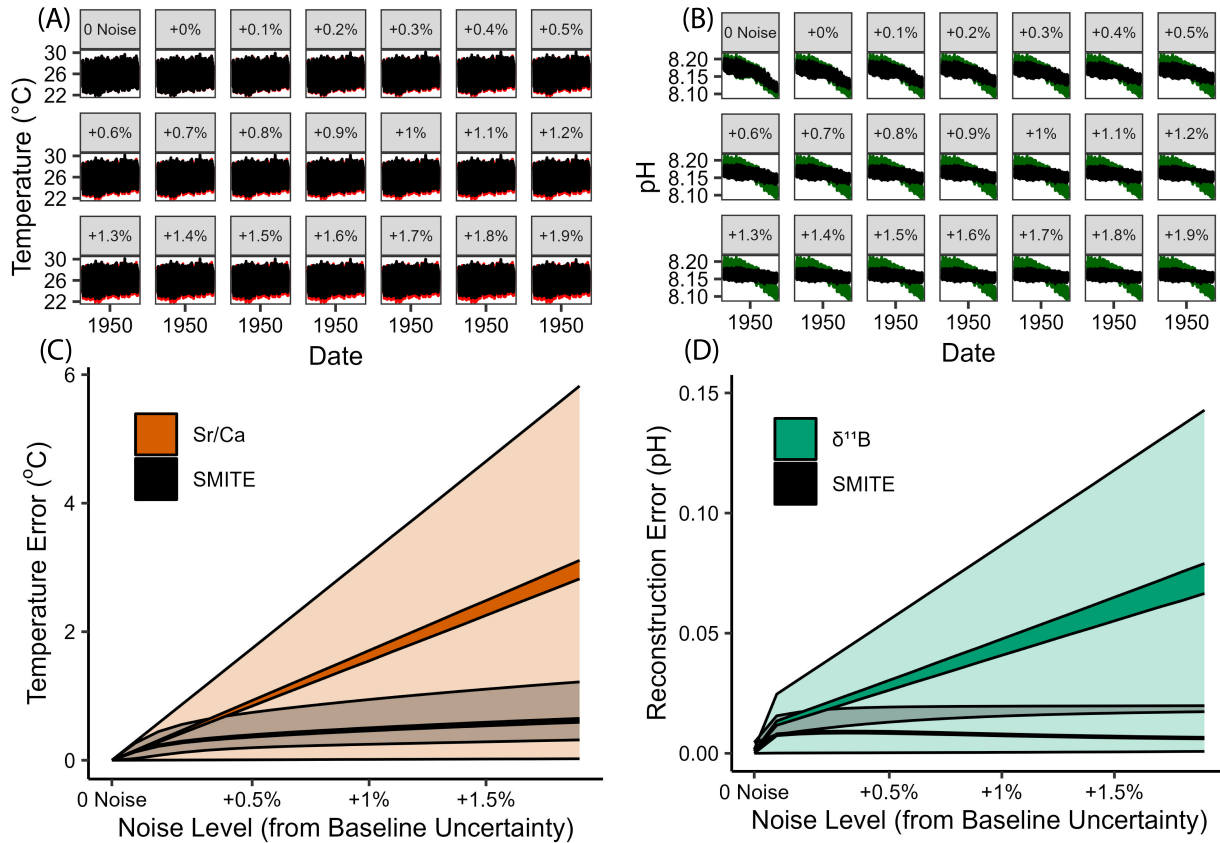 (A)
0 Noise +0% +0.1% +0.2% +0.3% +0.4% +0.5%
30
26
22
+0.6% +0.7% +0.8% +0.9% +1% +1.1% +1.2%
30
26
22
+1.3% +1.4% +1.5% +1.6% +1.7% +1.8% +1.9%
30
26
22
1950 1950 1950 1950 1950 1950 1950
Temperature (°C)
Date
(B)
0 Noise +0% +0.1% +0.2% +0.3% +0.4% +0.5%
8.20
8.15
8.10
+0.6% +0.7% +0.8% +0.9% +1% +1.1% +1.2%
8.20
8.15
8.10
+1.3% +1.4% +1.5% +1.6% +1.7% +1.8% +1.9%
8.20
8.15
8.10
1950 1950 1950 1950 1950 1950 1950
pH
Date
(C)
6
4
2
0
Temperature Error (°C)
Sr/Ca
SMITE
0 Noise +0.5% +1% +1.5%
Noise Level (from Baseline Uncertainty)
(D)
0.15
0.10
0.05
0.00
Reconstruction Error (pH)
δ¹¹B
SMITE
0 Noise +0.5% +1% +1.5%
Noise Level (from Baseline Uncertainty)